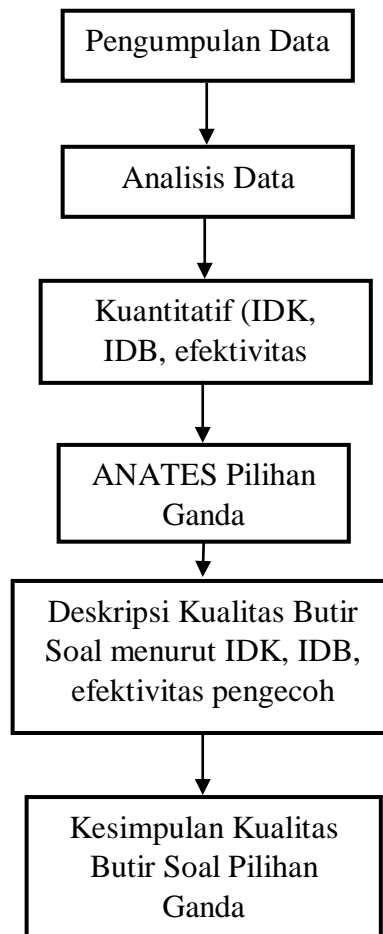 Pengumpulan Data
Analisis Data
Kuantitatif (IDK,
IDB, efektivitas
ANATES Pilihan
Ganda
Deskripsi Kualitas Butir
Soal menurut IDK, IDB,
efektivitas pengecoh
Kesimpulan Kualitas
Butir Soal Pilihan
Ganda